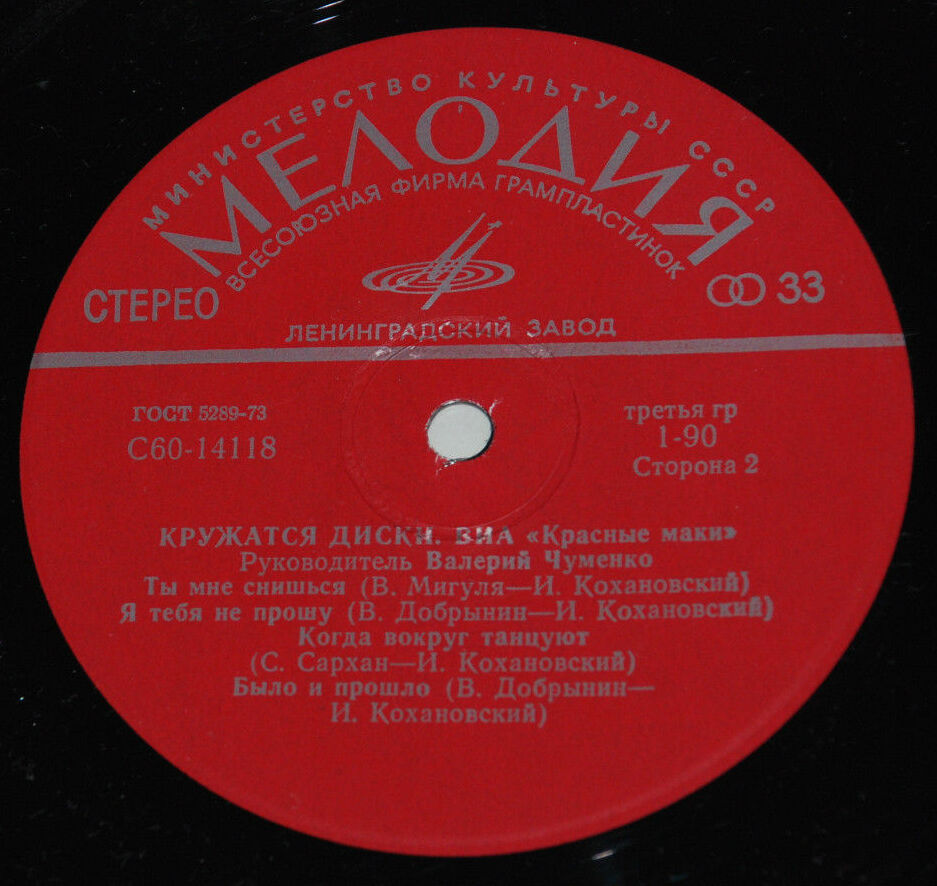 МИНИСТЕРСТВО КУЛЬТУРЫ СССР
МЕЛОДИЯ
ВСЕСОЮЗНАЯ ФИРМА ГРАМПЛАСТИНОК
СТЕРЕО
33
ЛЕНИНГРАДСКИЙ ЗАВОД
ГОСТ 5289-73
С60-14118
третья гр
1-90
Сторона 2
КРУЖАТСЯ ДИСКИ. ВИА «Красные маки»
Руководитель Валерий Чуменко
Ты мне снишься (В. Мигуля—И. Кохановский)
Я тебя не прошу (В. Добрынин—И. Кохановский)
Когда вокруг танцуют
(С. Сархан—И. Кохановский)
Было и прошло (В. Добрынин—
И. Кохановский)